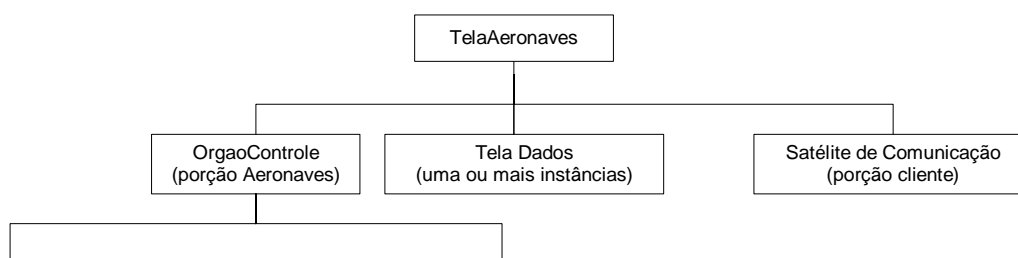 TelaAeronaves
OrgaoControle
(porção Aeronaves)
Tela Dados
(uma ou mais instâncias)
Satélite de Comunicação
(porção cliente)